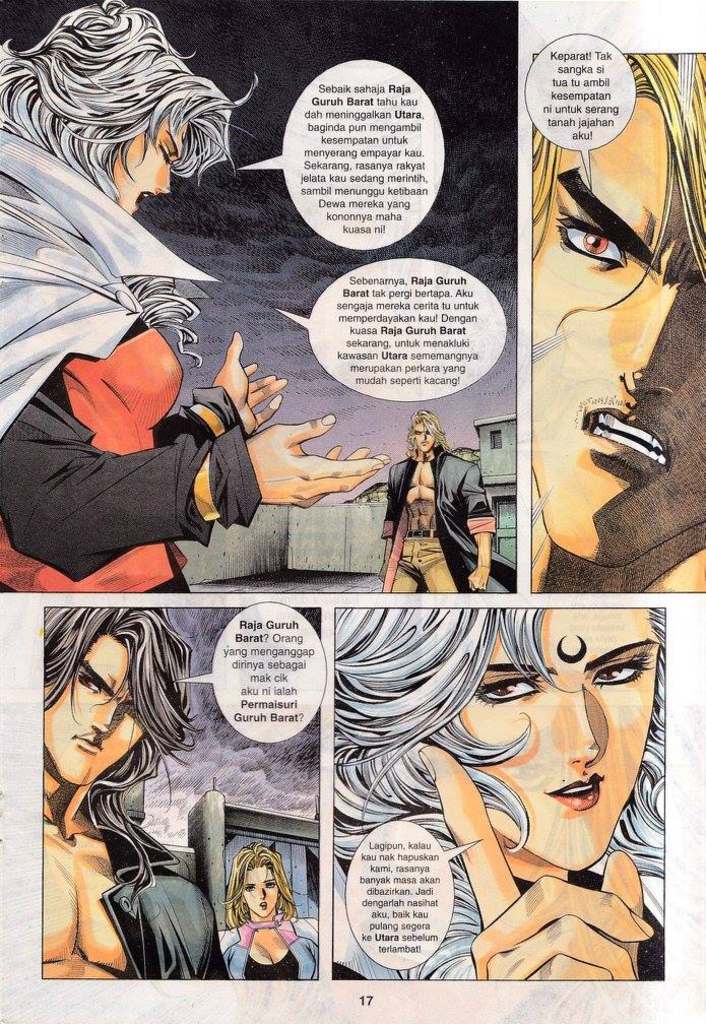 Sebaik sahaja Raja
Guruh Barat tahu kau
dah meninggalkan Utara,
baginda pun mengambil
kesempatan untuk
menyerang empayar kau.
Sekarang, rasanya rakyat
jelata kau sedang merintih,
sambil menunggu ketibaan
Dewa mereka yang
kononnya maha
kuasa ni!
Sebenarnya, Raja Guruh
Barat tak pergi bertapa. Aku
sengaja mereka cerita tu untuk
memperdayakan kau! Dengan
kuasa Raja Guruh Barat
sekarang, untuk menakluki
kawasan Utara sememangnya
merupakan perkara yang
mudah seperti kacang!
Keparat! Tak
sangka si
tua tu ambil
kesempatan
ni untuk serang
tanah jajahan
aku!
Raja Guruh
Barat? Orang
yang menganggap
dirinya sebagai
mak cik
aku ni ialah
Permaisuri
Guruh Barat?
Lagipun, kalau
kau nak hapuskan
kami, rasanya
banyak masa akan
dibazirkan. Jadi
dengarlah nasihat
aku, baik kau
pulang segera
ke Utara sebelum
terlambat!
17